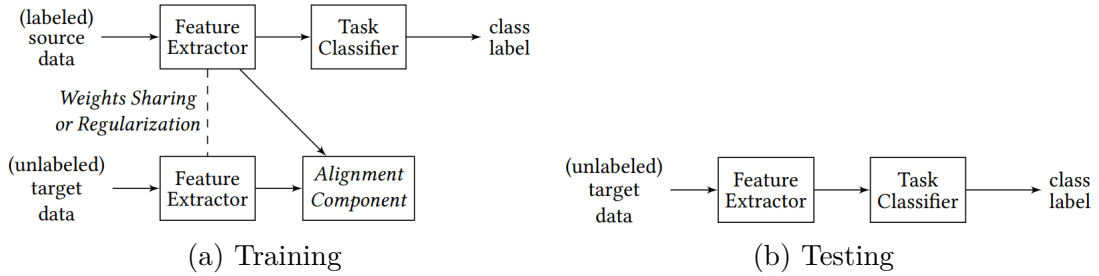 (labeled)
source
data
Feature
Extractor
Task
Classifier
class
label
Weights Sharing
or Regularization
(unlabeled)
target
data
Feature
Extractor
Alignment
Component
(a) Training
(unlabeled)
target
data
Feature
Extractor
Task
Classifier
class
label
(b) Testing